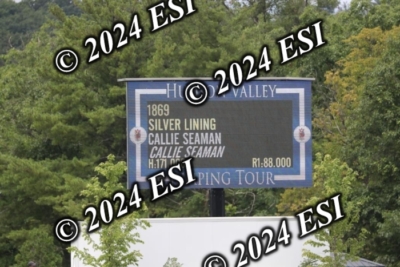 © 2024 ESI
© 2024 ESI
VALLEY
1869
SILVER LINING
CALLIE SEAMAN
CALLIE SEAMAN
R1:88.000
© 2024 ESI
TOUR
© 2024 ESI
© 2024 ESI